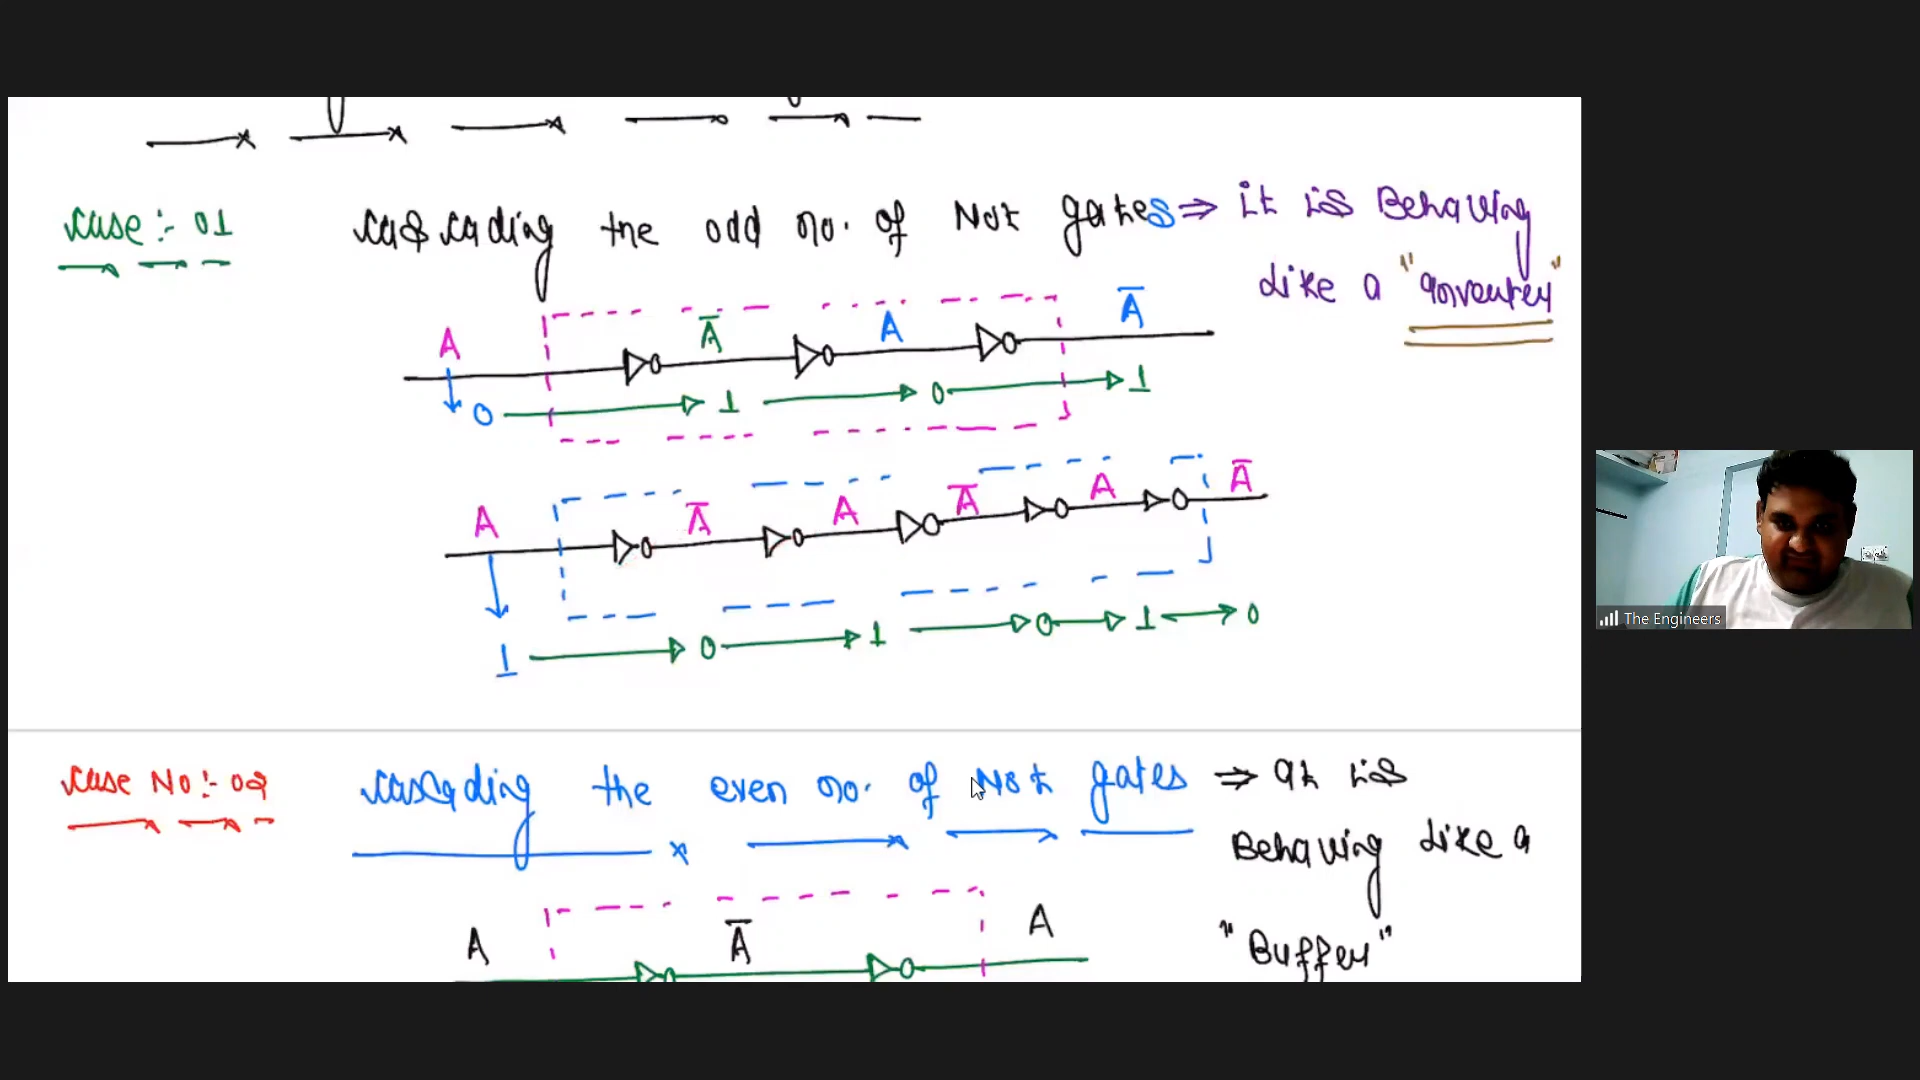 Case :- 01
Cascading the odd no. of Not gates ⇒ it is Behaving
Like a "Inverter"
A Ā A Ā
0 1 0 1
A Ā A Ā A Ā
1 0 1 0 1 0
Case No :- 02
Cascading the even no. of Not gates ⇒ It is
Behaving Like a
"Buffer"
A Ā A
The Engineers